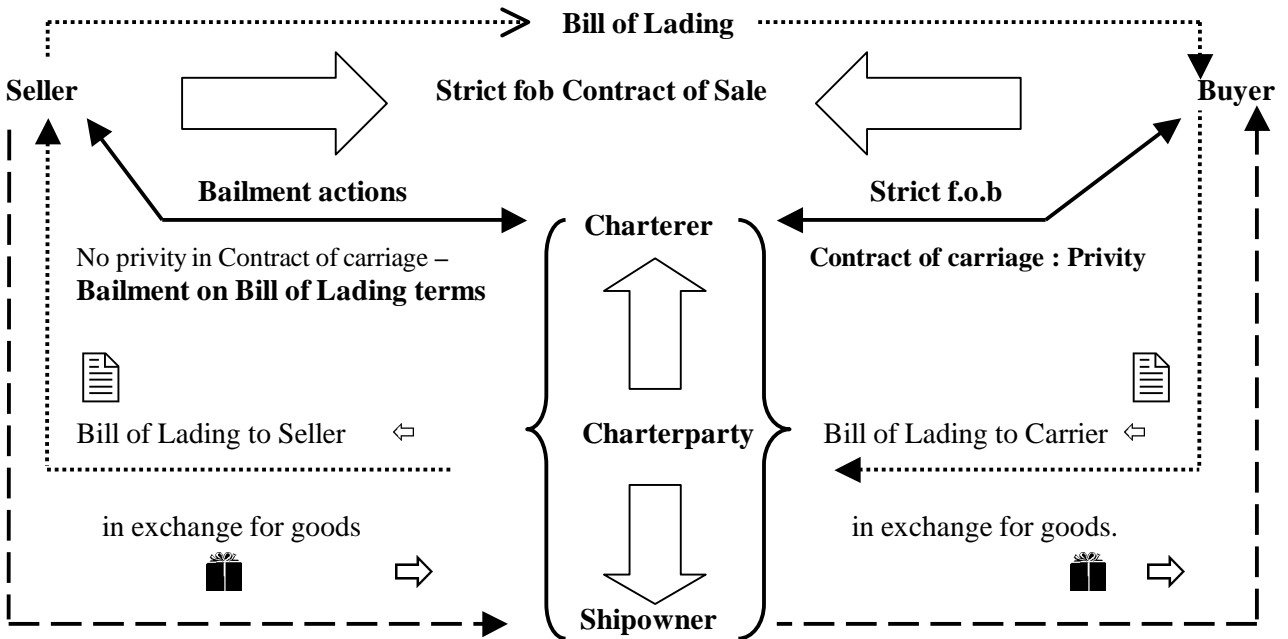 Bill of Lading
Seller
Strict fob Contract of Sale
Buyer
Bailment actions
Strict f.o.b
Charterer
No privity in Contract of carriage –
Bailment on Bill of Lading terms
Contract of carriage : Privity
Bill of Lading to Seller
Charterparty
Bill of Lading to Carrier
in exchange for goods
in exchange for goods.
Shipowner